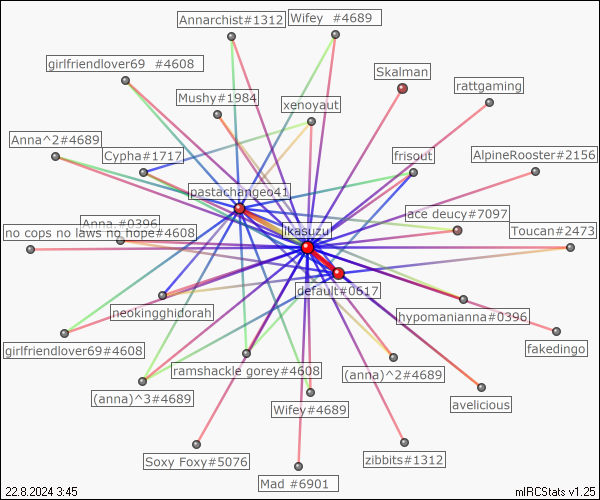 Annarchist#1312
Wifey #4689
girlfriendlover69 #4608
Skalman
rattgaming
Mushy#1984
xenoyaut
Anna^2#4689
Cypha#1717
frisout
AlpineRooster#2156
pastachangeo41
ace deucy#7097
Anna #0396
no cops no laws no hope#4608
Ikasuzu
Toucan#2473
default#0617
neokingghidorah
hypomanianna#0396
girlfriendlover69#4608
fakedingo
ramshackle gorey#4608
(anna)^2#4689
(anna)^3#4689
Wifey#4689
avelicious
Soxy Foxy#5076
zibbits#1312
Mad #6901
22.8.2024 3:45
mIRCStats v1.25